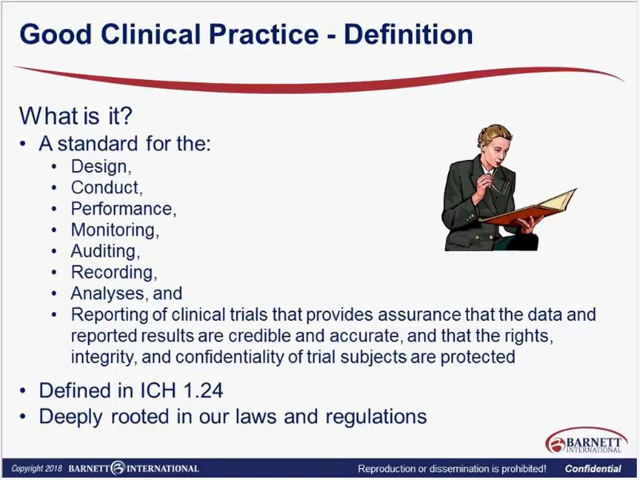 Good Clinical Practice - Definition
What is it?
• A standard for the:
• Design,
• Conduct,
• Performance,
• Monitoring,
• Auditing,
• Recording,
• Analyses, and
• Reporting of clinical trials that provides assurance that the data and
reported results are credible and accurate, and that the rights,
integrity, and confidentiality of trial subjects are protected
• Defined in ICH 1.24
• Deeply rooted in our laws and regulations
BARNETT
INTERNATIONAL
Copyright 2018 BARNETT INTERNATIONAL Reproduction or dissemination is prohibited! Confidential